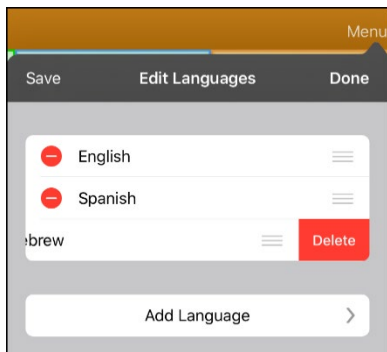 Menu
Save Edit Languages Done
English
Spanish
ebrew Delete
Add Language